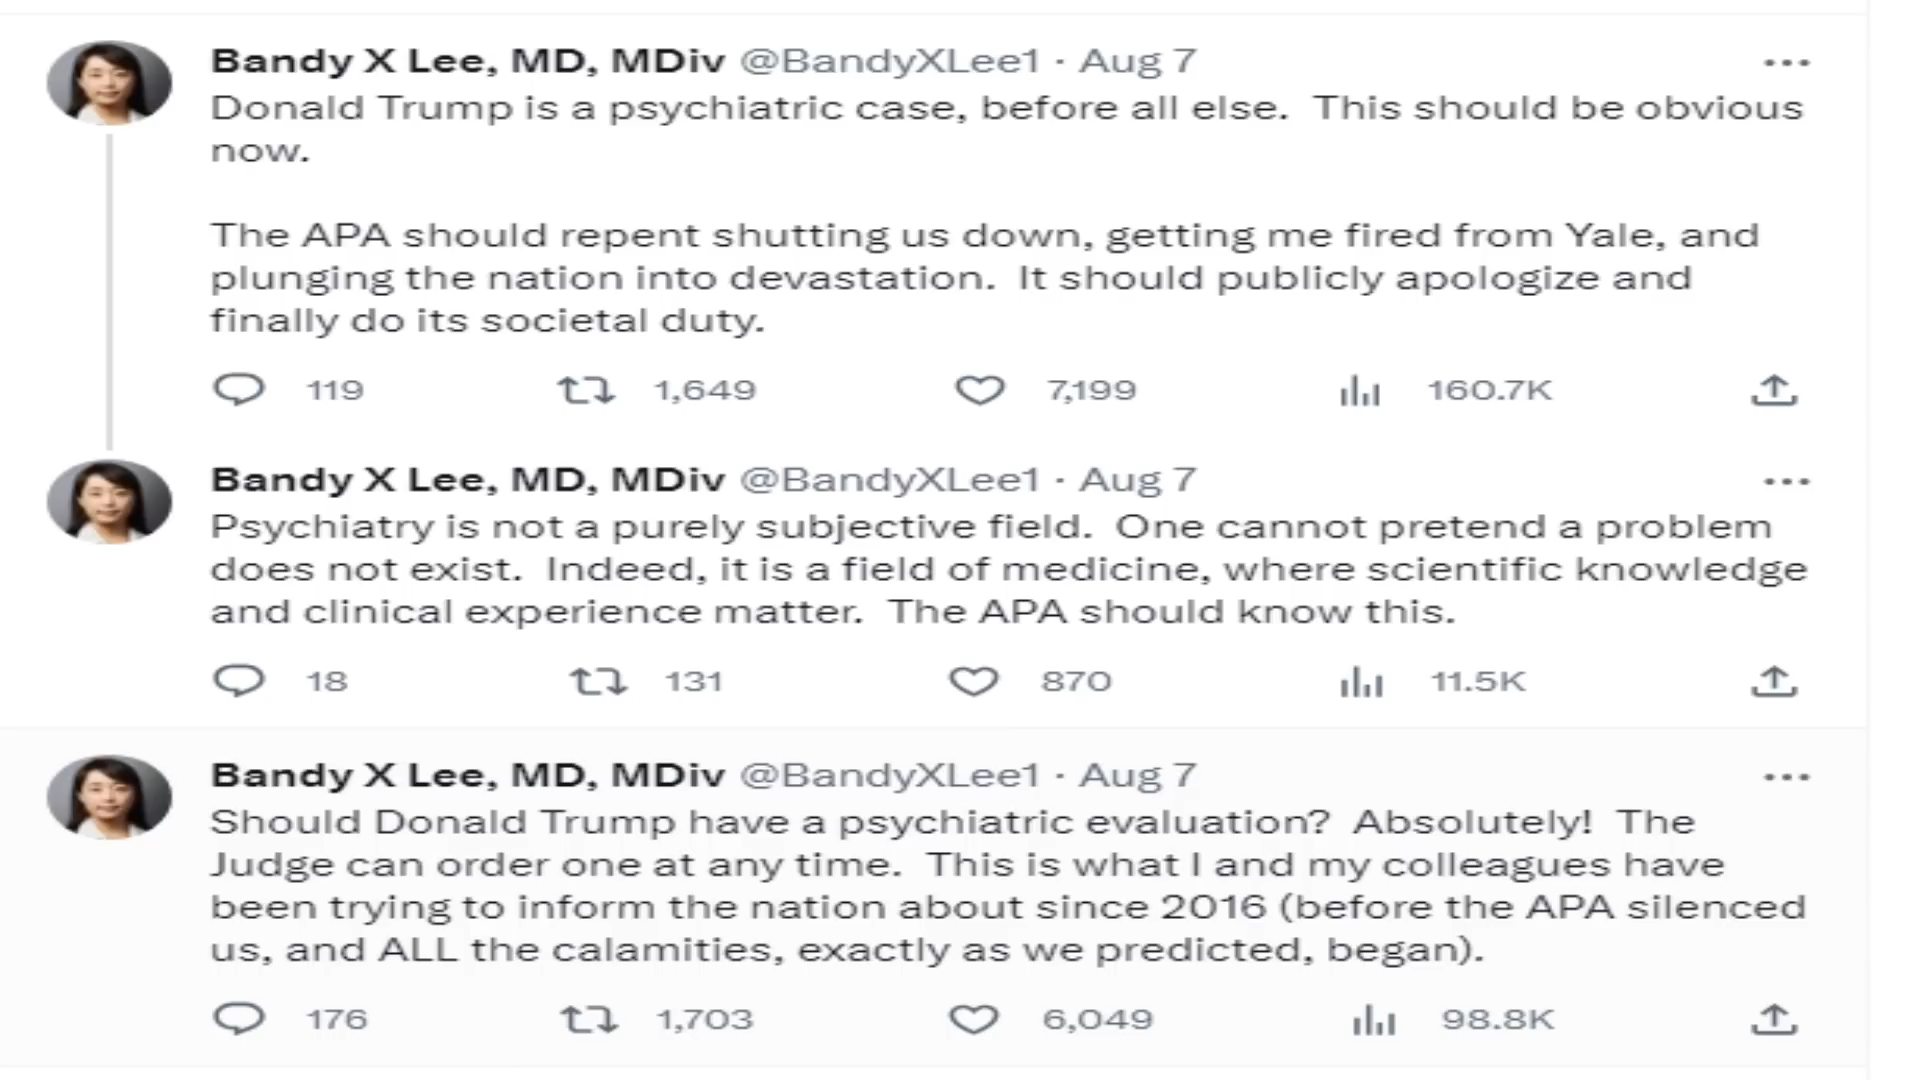 Bandy X Lee, MD, MDiv @BandyXLee1 · Aug 7
Donald Trump is a psychiatric case, before all else.  This should be obvious
now.
The APA should repent shutting us down, getting me fired from Yale, and
plunging the nation into devastation.  It should publicly apologize and
finally do its societal duty.
119 1,649 7,199 160.7K
Bandy X Lee, MD, MDiv @BandyXLee1 · Aug 7
Psychiatry is not a purely subjective field.  One cannot pretend a problem
does not exist.  Indeed, it is a field of medicine, where scientific knowledge
and clinical experience matter.  The APA should know this.
18 131 870 11.5K
Bandy X Lee, MD, MDiv @BandyXLee1 · Aug 7
Should Donald Trump have a psychiatric evaluation?  Absolutely!  The
Judge can order one at any time.  This is what I and my colleagues have
been trying to inform the nation about since 2016 (before the APA silenced
us, and ALL the calamities, exactly as we predicted, began).
176 1,703 6,049 98.8K